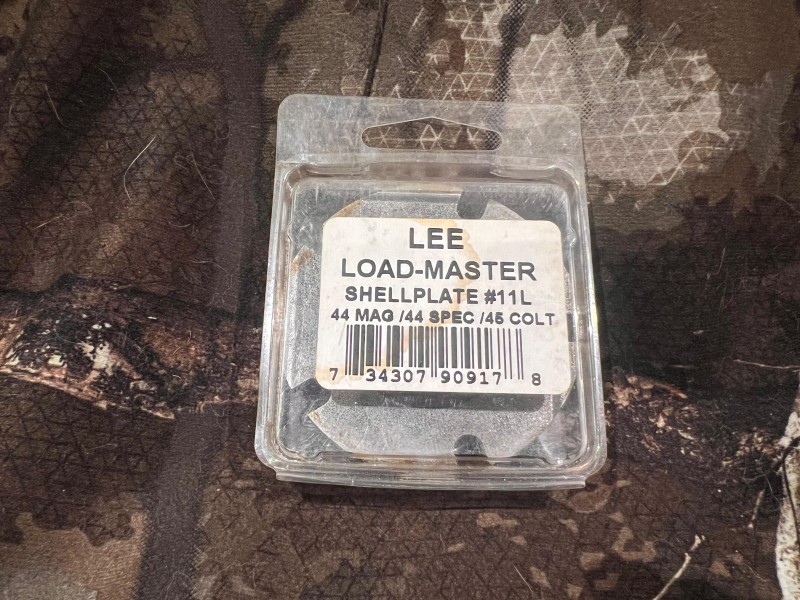 LEE
LOAD-MASTER
SHELLPLATE #11L
44 MAG /44 SPEC /45 COLT
7 34307 90917 8